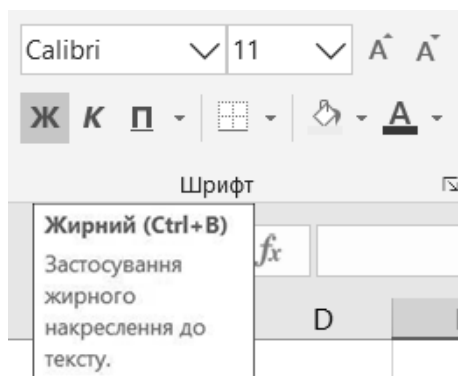 Calibri 11 A A
Ж К П А
Шрифт
Жирний (Ctrl+B)
Застосування
жирного
накреслення до
тексту.
fx
D